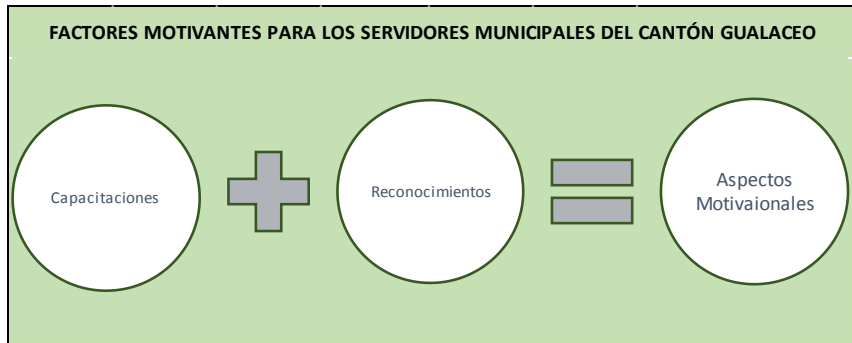 FACTORES MOTIVANTES PARA LOS SERVIDORES MUNICIPALES DEL CANTÓN GUALACEO
Capacitaciones
Reconocimientos
Aspectos
Motivaionales